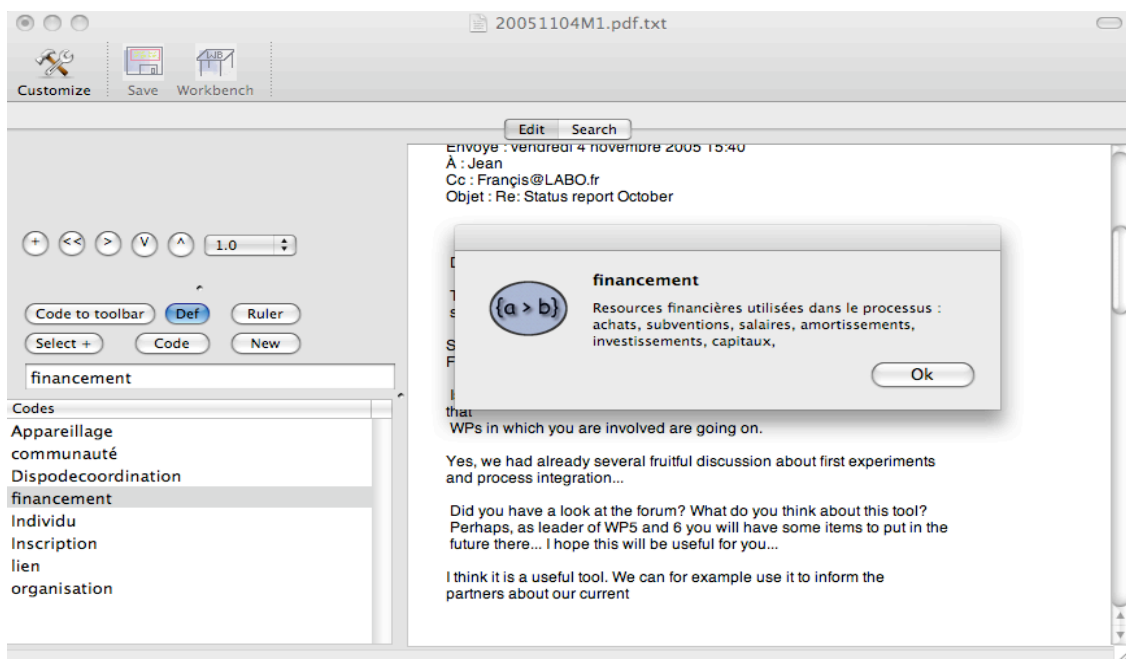 20051104M1.pdf.txt
Customize Save Workbench
WB
Edit Search
Envoyé : vendredi 4 novembre 2005 15:40
À : Jean
Cc : Françis@LABO.fr
Objet : Re: Status report October
+ << > V ^ 1.0
Code to toolbar Def Ruler
Select + Code New
financement
Codes
Appareillage
communauté
Dispodecoordination
financement
Individu
Inscription
lien
organisation
{a > b}
financement
Resources financières utilisées dans le processus :
achats, subventions, salaires, amortissements,
investissements, capitaux,
Ok
that
WPs in which you are involved are going on.
Yes, we had already several fruitful discussion about first experiments
and process integration...
Did you have a look at the forum? What do you think about this tool?
Perhaps, as leader of WP5 and 6 you will have some items to put in the
future there... I hope this will be useful for you...
I think it is a useful tool. We can for example use it to inform the
partners about our current